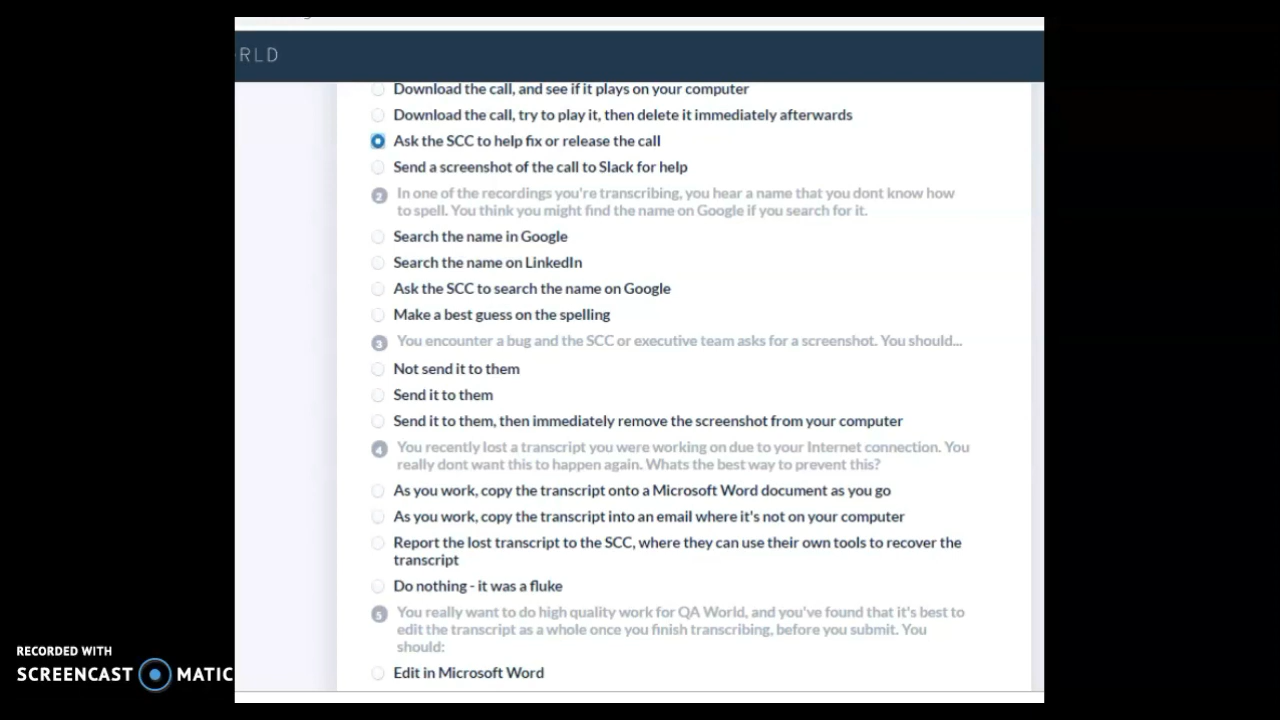 RLD
Download the call, and see if it plays on your computer
Download the call, try to play it, then delete it immediately afterwards
Ask the SCC to help fix or release the call
Send a screenshot of the call to Slack for help
2 In one of the recordings you're transcribing, you hear a name that you dont know how
to spell. You think you might find the name on Google if you search for it.
Search the name in Google
Search the name on LinkedIn
Ask the SCC to search the name on Google
Make a best guess on the spelling
3 You encounter a bug and the SCC or executive team asks for a screenshot. You should...
Not send it to them
Send it to them
Send it to them, then immediately remove the screenshot from your computer
4 You recently lost a transcript you were working on due to your Internet connection. You
really dont want this to happen again. Whats the best way to prevent this?
As you work, copy the transcript onto a Microsoft Word document as you go
As you work, copy the transcript into an email where it's not on your computer
Report the lost transcript to the SCC, where they can use their own tools to recover the
transcript
Do nothing - it was a fluke
5 You really want to do high quality work for QA World, and you've found that it's best to
edit the transcript as a whole once you finish transcribing, before you submit. You
should:
Edit in Microsoft Word
RECORDED WITH
SCREENCAST MATIC